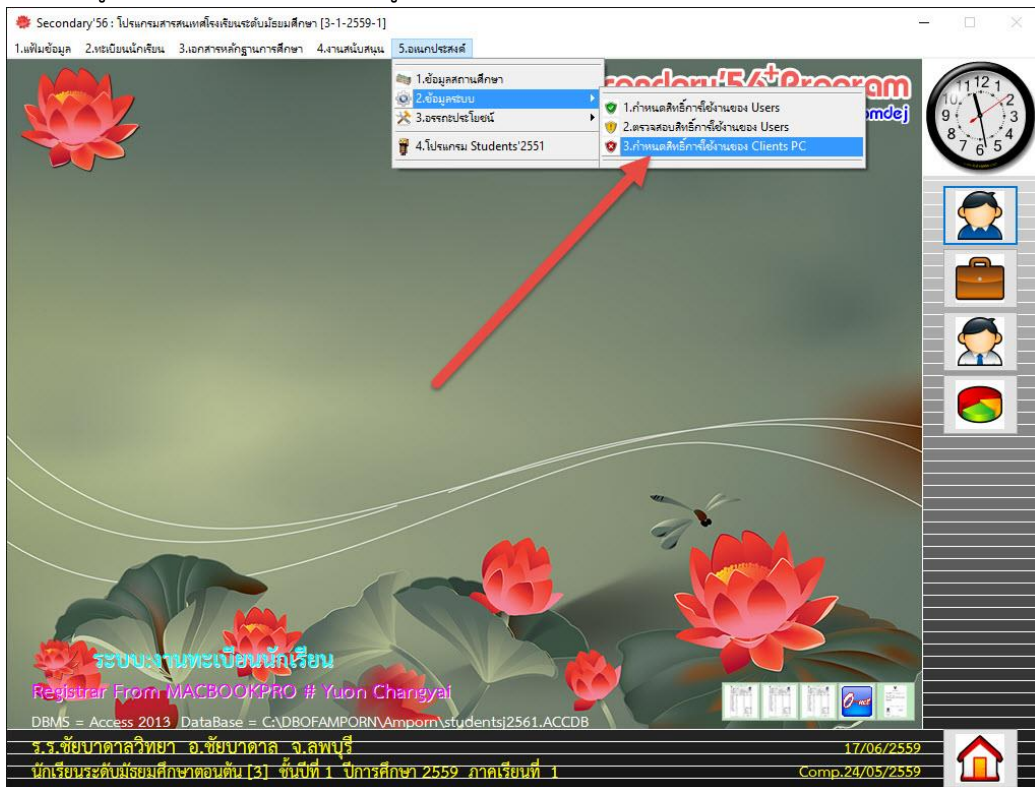 Secondary'56 : โปรแกรมสารสนเทศโรงเรียนระดับมัธยมศึกษา [3-1-2559-1]
1.แฟ้มข้อมูล 2.ทะเบียนนักเรียน 3.เอกสารหลักฐานการศึกษา 4.งานสนับสนุน 5.อเนกประสงค์
1.ข้อมูลสถานศึกษา
2.ข้อมูลระบบ
3.อรรถประโยชน์
4.โปรแกรม Students'2551
1.กำหนดสิทธิ์การใช้งานของ Users
2.ตรวจสอบสิทธิ์การใช้งานของ Users
3.กำหนดสิทธิ์การใช้งานของ Clients PC
condary'56+Program
omdej
12 1 2 3 4 5 6 7 8 9 10 11
ระบบ:งานทะเบียนนักเรียน
Registrar From MACBOOKPRO # Yuon Changyai
DBMS = Access 2013 DataBase = C:\DBOFAMPORN\Amporn\studentsj2561.ACCDB
O-net
ร.ร.ชัยบาดาลวิทยา อ.ชัยบาดาล จ.ลพบุรี 17/06/2559
นักเรียนระดับมัธยมศึกษาตอนต้น [3] ชั้นปีที่ 1 ปีการศึกษา 2559 ภาคเรียนที่ 1 Comp.24/05/2559